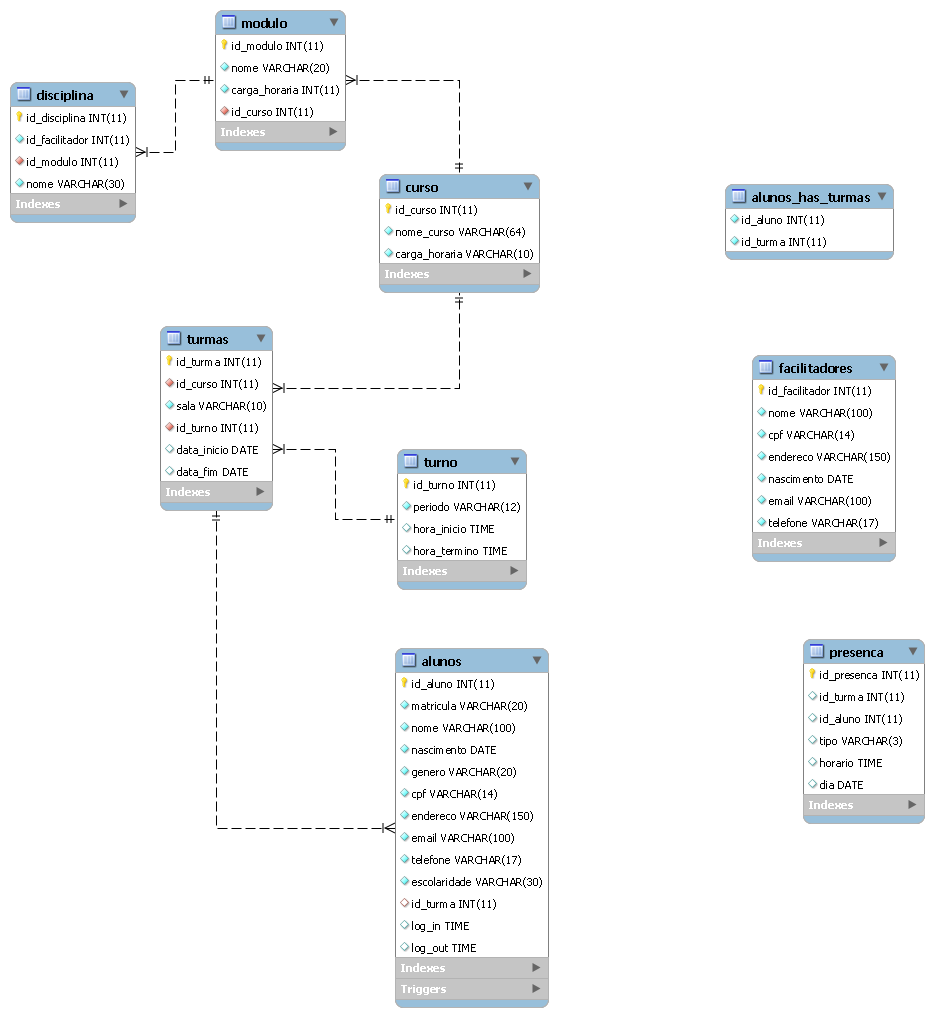 modulo
id_modulo INT(11)
nome VARCHAR(20)
carga_horaria INT(11)
id_curso INT(11)
Indexes
disciplina
id_disciplina INT(11)
id_facilitador INT(11)
id_modulo INT(11)
nome VARCHAR(30)
Indexes
curso
id_curso INT(11)
nome_curso VARCHAR(64)
carga_horaria VARCHAR(10)
Indexes
alunos_has_turmas
id_aluno INT(11)
id_turma INT(11)
turmas
id_turma INT(11)
id_curso INT(11)
sala VARCHAR(10)
id_turno INT(11)
data_inicio DATE
data_fim DATE
Indexes
facilitadores
id_facilitador INT(11)
nome VARCHAR(100)
cpf VARCHAR(14)
endereco VARCHAR(150)
nascimento DATE
email VARCHAR(100)
telefone VARCHAR(17)
Indexes
turno
id_turno INT(11)
periodo VARCHAR(12)
hora_inicio TIME
hora_termino TIME
Indexes
alunos
id_aluno INT(11)
matricula VARCHAR(20)
nome VARCHAR(100)
nascimento DATE
genero VARCHAR(20)
cpf VARCHAR(14)
endereco VARCHAR(150)
email VARCHAR(100)
telefone VARCHAR(17)
escolaridade VARCHAR(30)
id_turma INT(11)
log_in TIME
log_out TIME
Indexes
Triggers
presenca
id_presenca INT(11)
id_turma INT(11)
id_aluno INT(11)
tipo VARCHAR(3)
horario TIME
dia DATE
Indexes